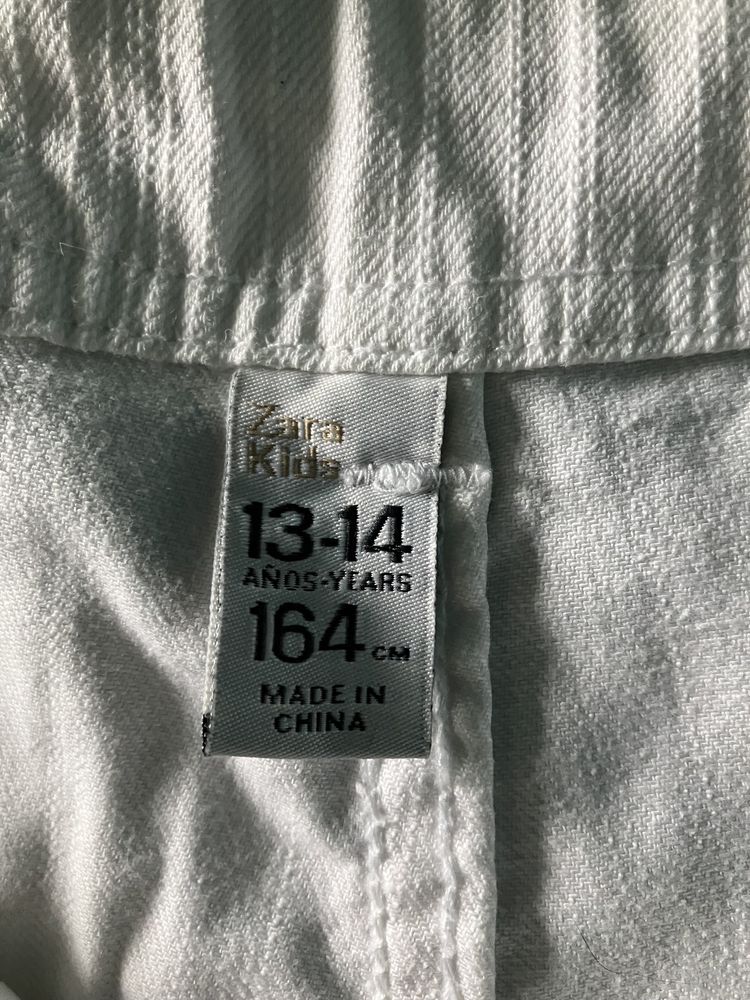 Zara
Kids
13-14
AÑOS-YEARS
164 CM
MADE IN
CHINA